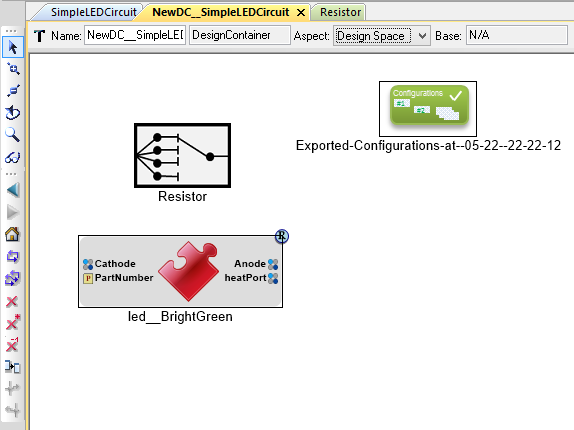 SimpleLEDCircuit NewDC__SimpleLEDCircuit × Resistor
T Name: NewDC__SimpleLED DesignContainer Aspect: Design Space Base: N/A
Configurations
#1
#2
Exported-Configurations-at--05-22--22-22-12
Resistor
R
Cathode Anode
P PartNumber heatPort
led__BrightGreen